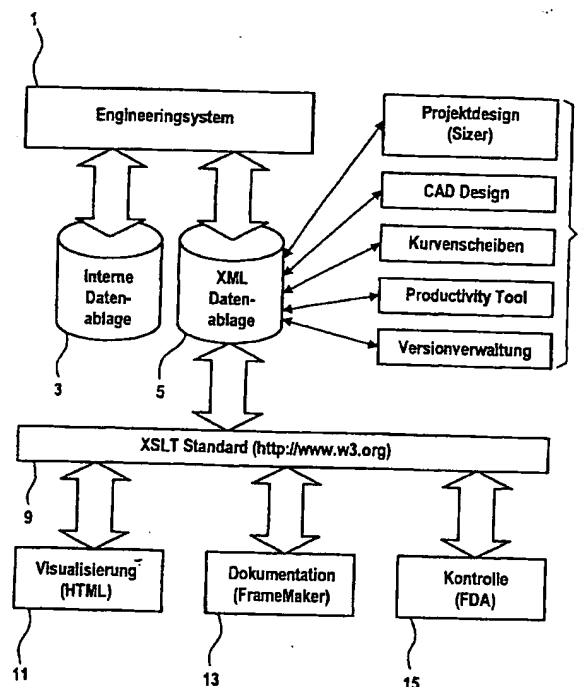 1
Engineeringsystem
Projektdesign
(Sizer)
CAD Design
Kurvenscheiben
Productivity Tool
Versionverwaltung
Interne
Daten-
ablage
XML
Daten-
ablage
3
5
XSLT Standard (http://www.w3.org)
9
Visualisierung
(HTML)
Dokumentation
(FrameMaker)
Kontrolle
(FDA)
11
13
15